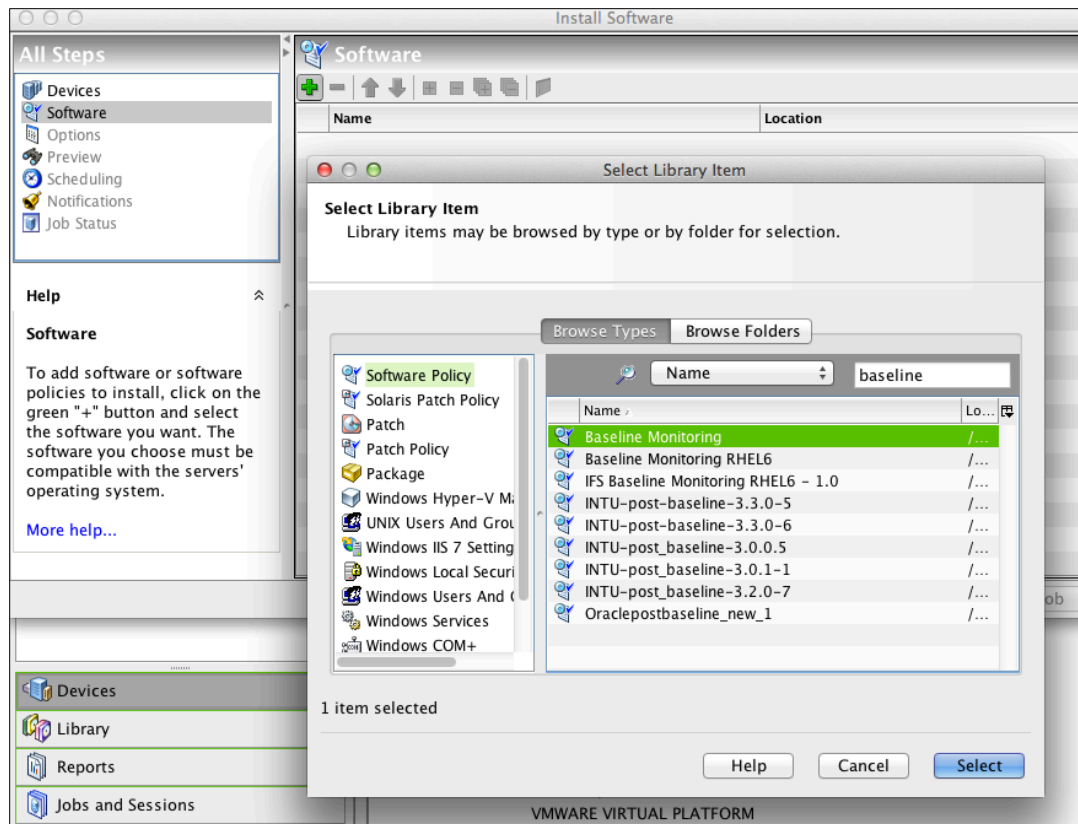 Install Software
All Steps
Devices
Software
Options
Preview
Scheduling
Notifications
Job Status
Help
Software
To add software or software
policies to install, click on the
green "+" button and select
the software you want. The
software you choose must be
compatible with the servers'
operating system.
More help...
Software
Name Location
Select Library Item
Select Library Item
Library items may be browsed by type or by folder for selection.
Browse Types Browse Folders
Software Policy
Solaris Patch Policy
Patch
Patch Policy
Package
Windows Hyper-V Ma
UNIX Users And Grou
Windows IIS 7 Setting
Windows Local Securi
Windows Users And G
Windows Services
Windows COM+
Name baseline
Name Lo...
Baseline Monitoring /...
Baseline Monitoring RHEL6 /...
IFS Baseline Monitoring RHEL6 - 1.0 /...
INTU-post-baseline-3.3.0-5 /...
INTU-post-baseline-3.3.0-6 /...
INTU-post_baseline-3.0.0.5 /...
INTU-post_baseline-3.0.1-1 /...
INTU-post_baseline-3.2.0-7 /...
Oraclepostbaseline_new_1 /...
1 item selected
Help Cancel Select
ob
Devices
Library
Reports
Jobs and Sessions
VMWARE VIRTUAL PLATFORM